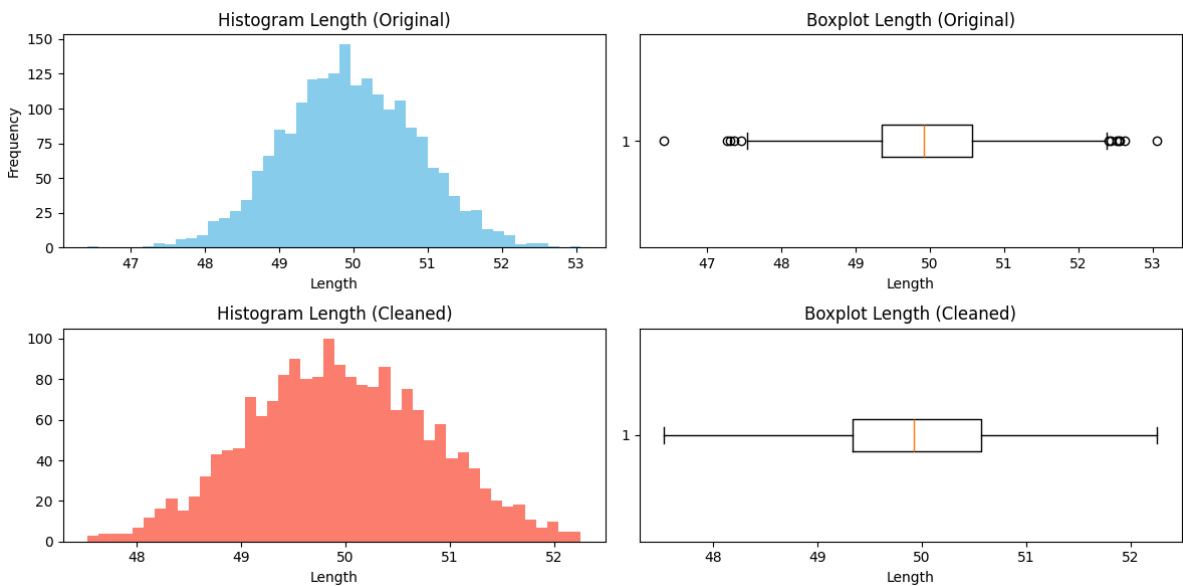 Histogram Length (Original)
150
125
100
75
50
25
0
Frequency
47 48 49 50 51 52 53
Length
Boxplot Length (Original)
1
47 48 49 50 51 52 53
Length
Histogram Length (Cleaned)
100
80
60
40
20
0
48 49 50 51 52
Length
Boxplot Length (Cleaned)
1
48 49 50 51 52
Length